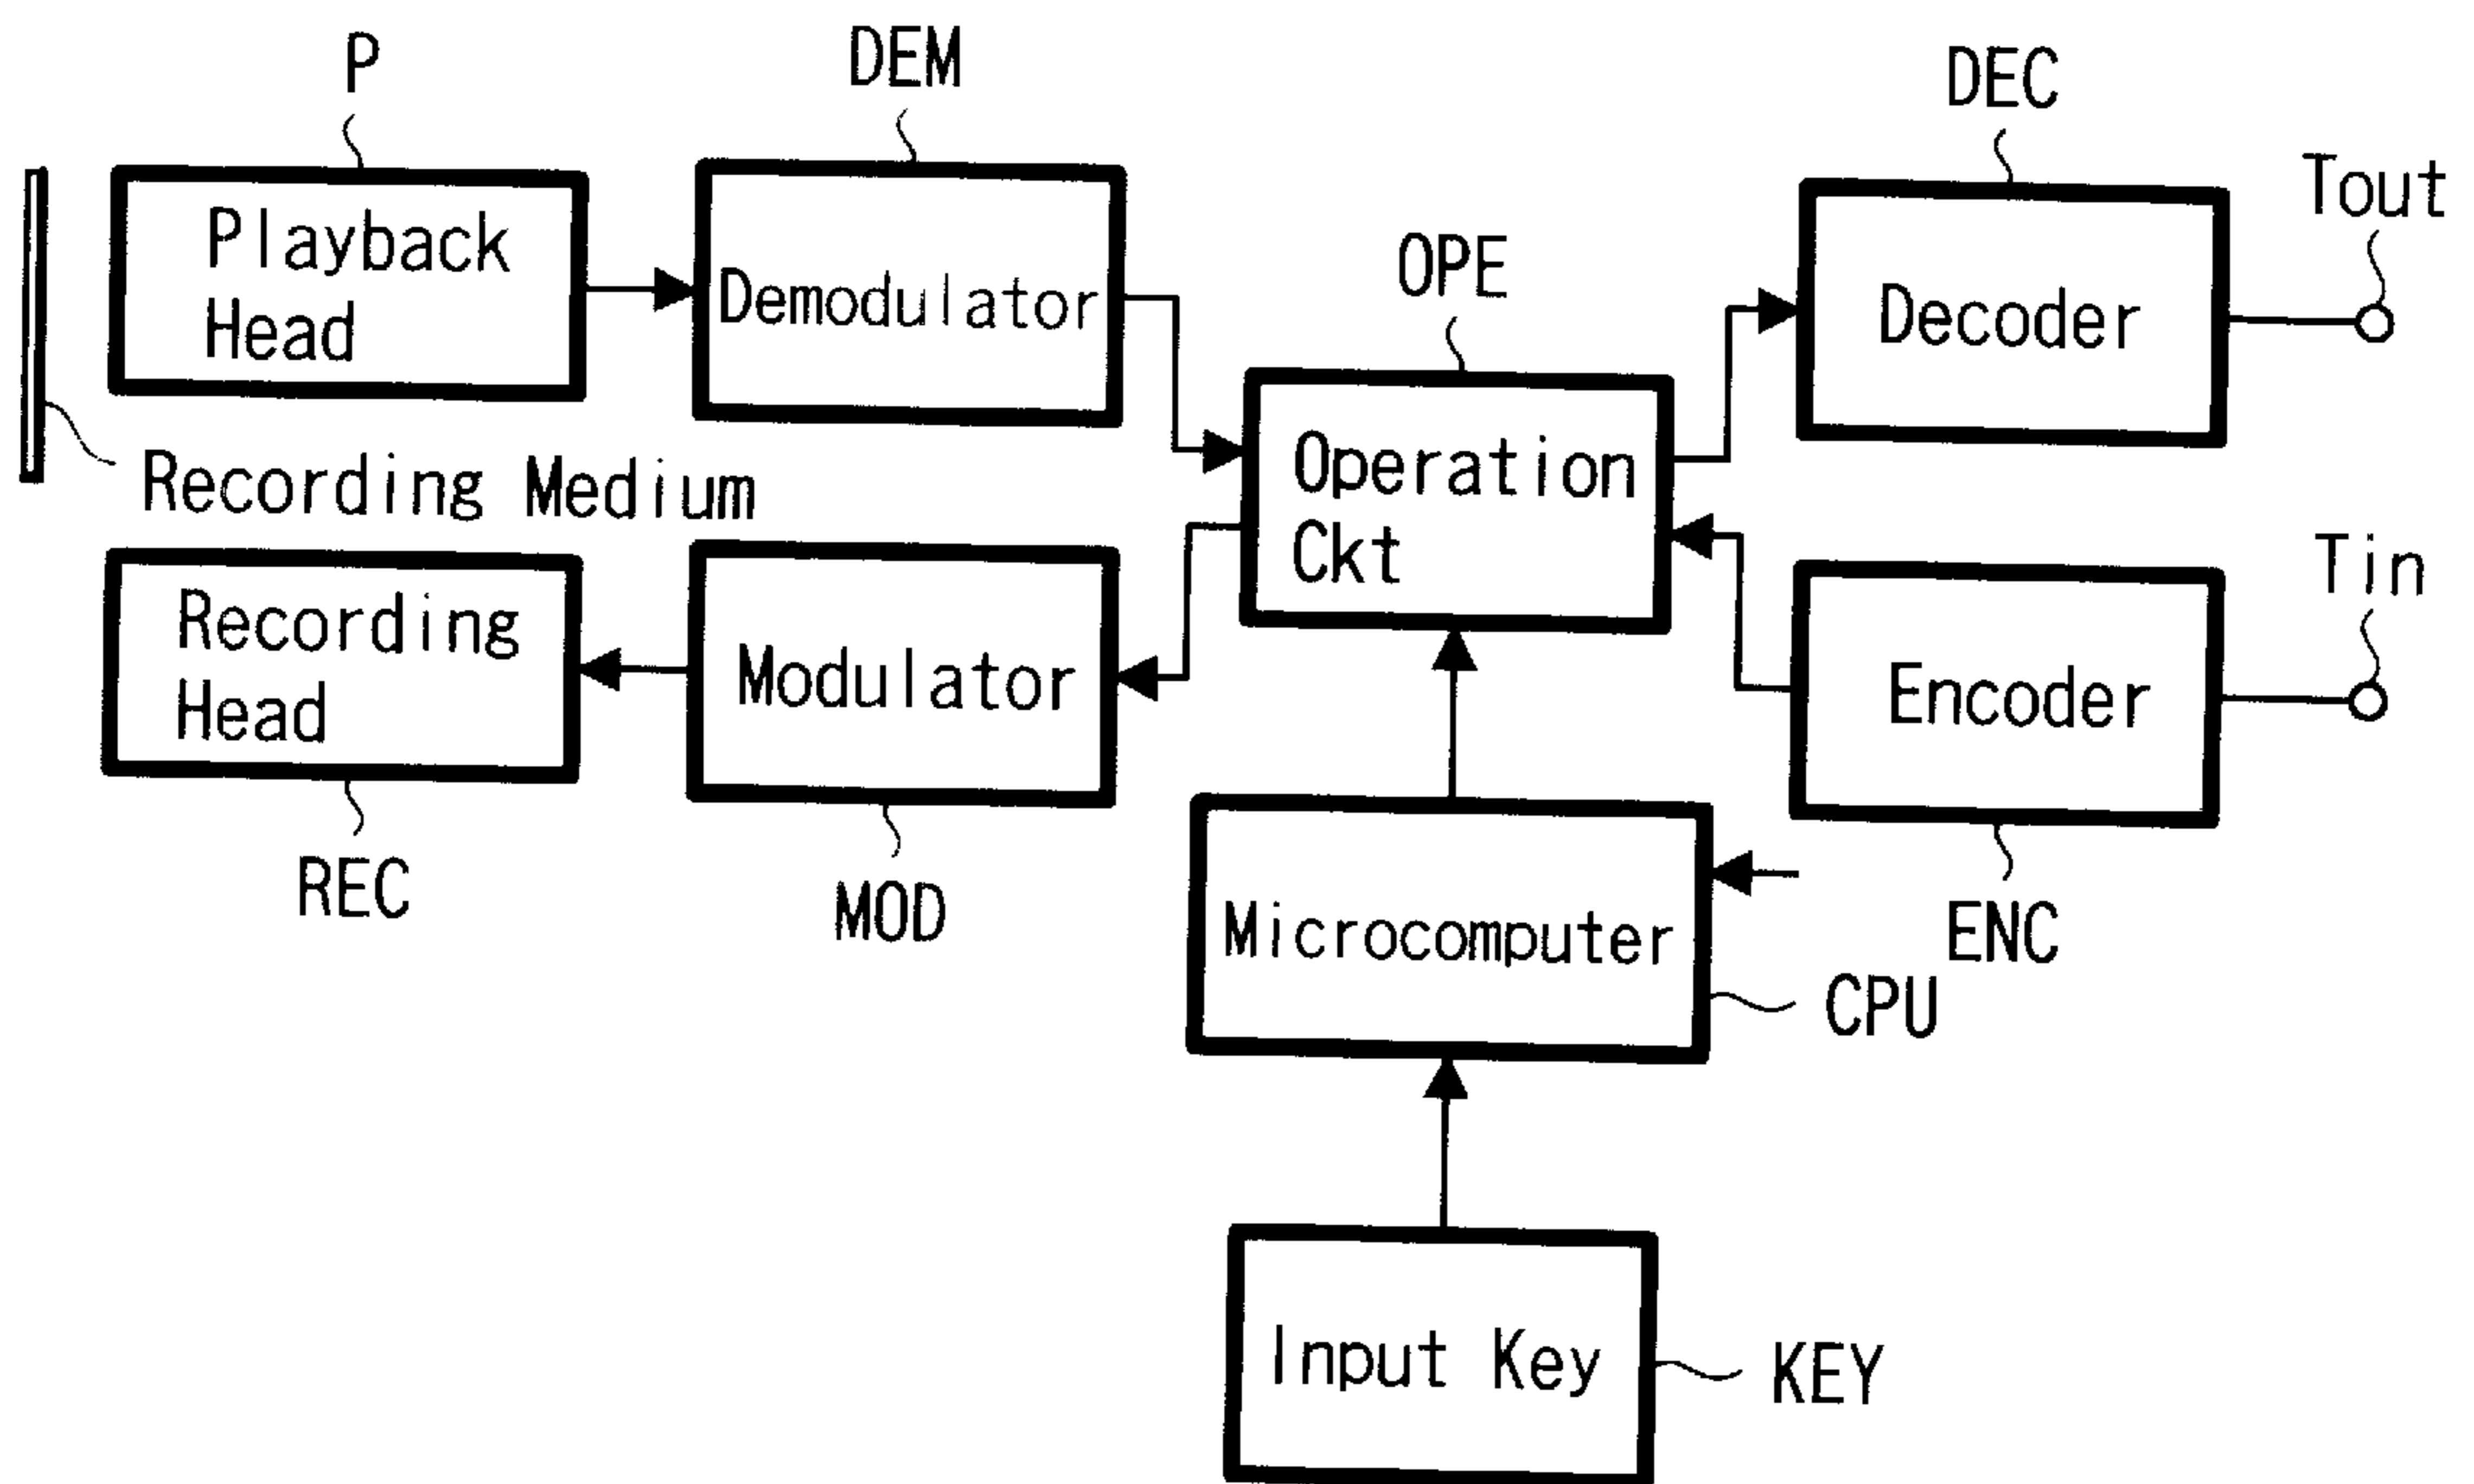 P
DEM
DEC
Tout
Playback
Head
Demodulator
OPE
Decoder
Recording Medium
Operation
Ckt
Tin
Recording
Head
Modulator
Encoder
REC
MOD
Microcomputer
ENC
CPU
Input Key
KEY